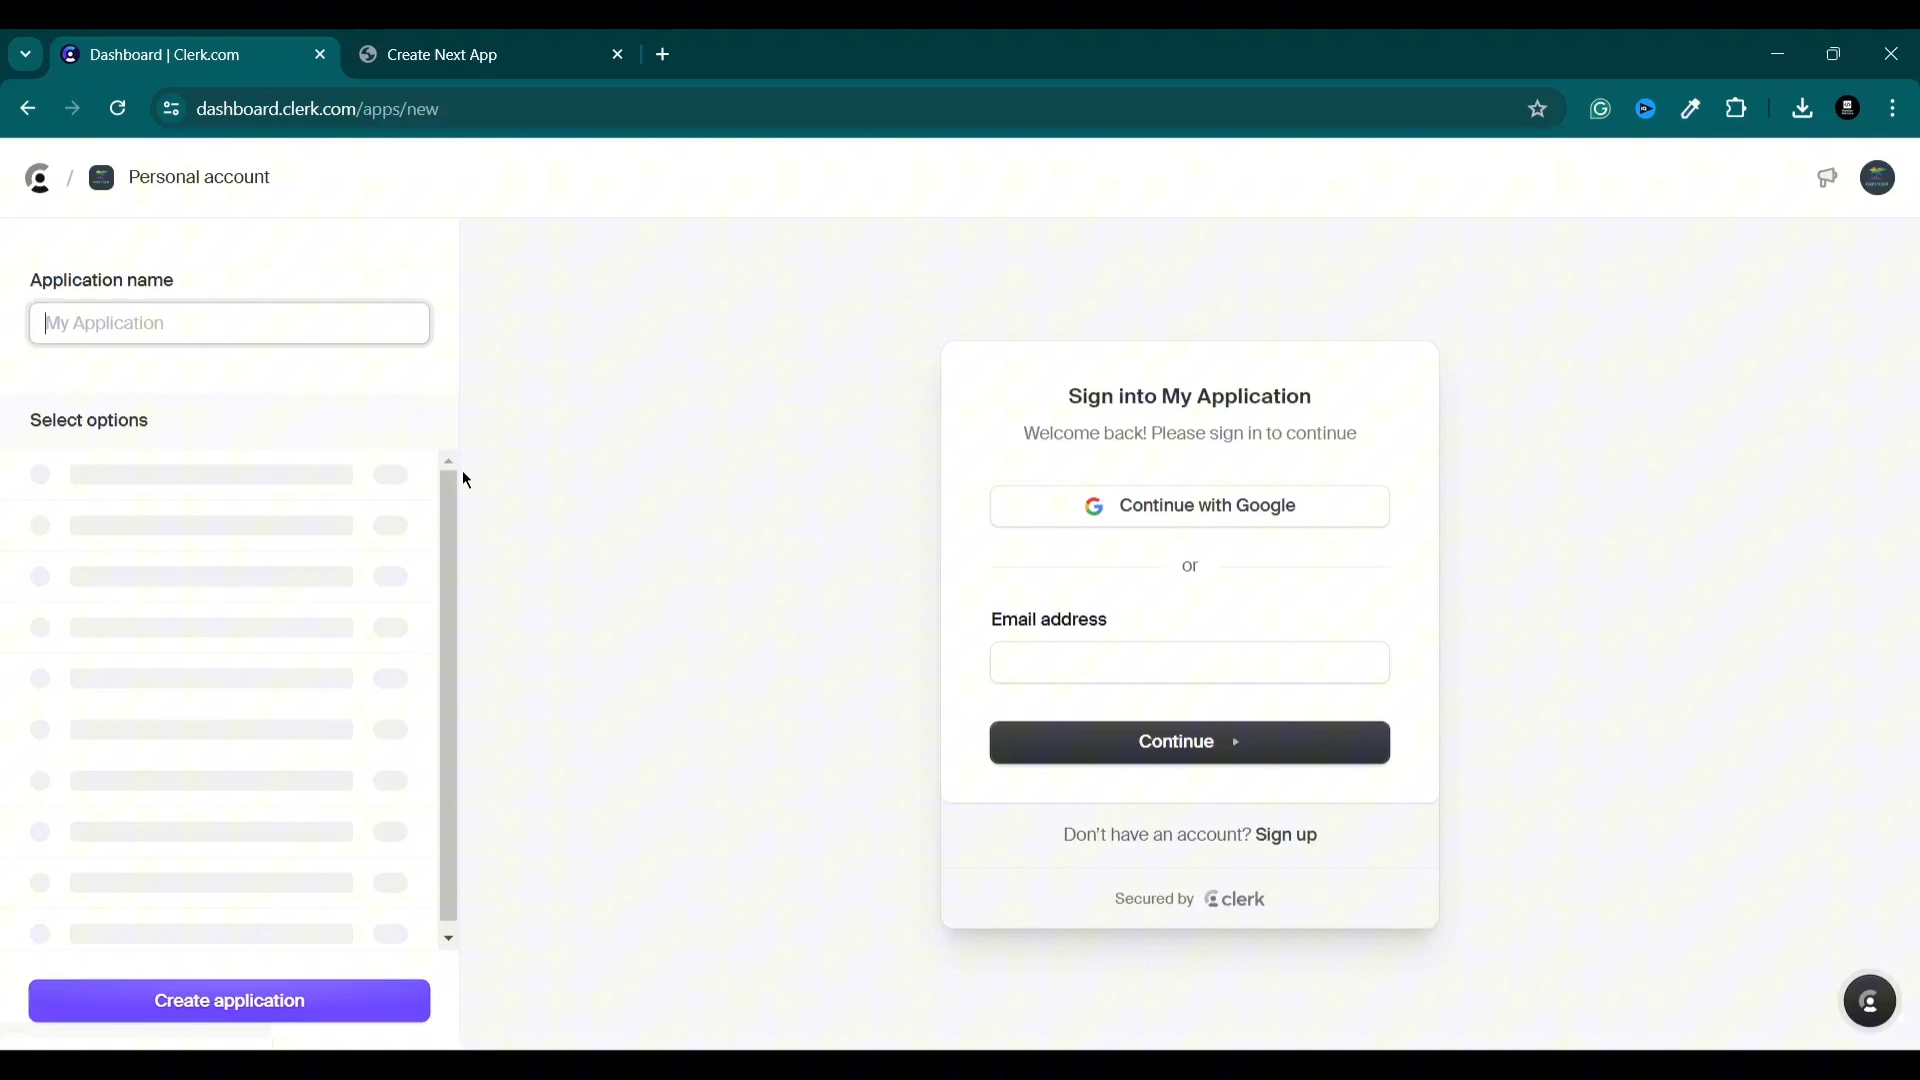 Dashboard | Clerk.com
Create Next App
dashboard.clerk.com/apps/new
/ Personal account
Application name
My Application
Select options
Sign into My Application
Welcome back! Please sign in to continue
Continue with Google
or
Email address
Continue
Don't have an account? Sign up
Secured by clerk
Create application